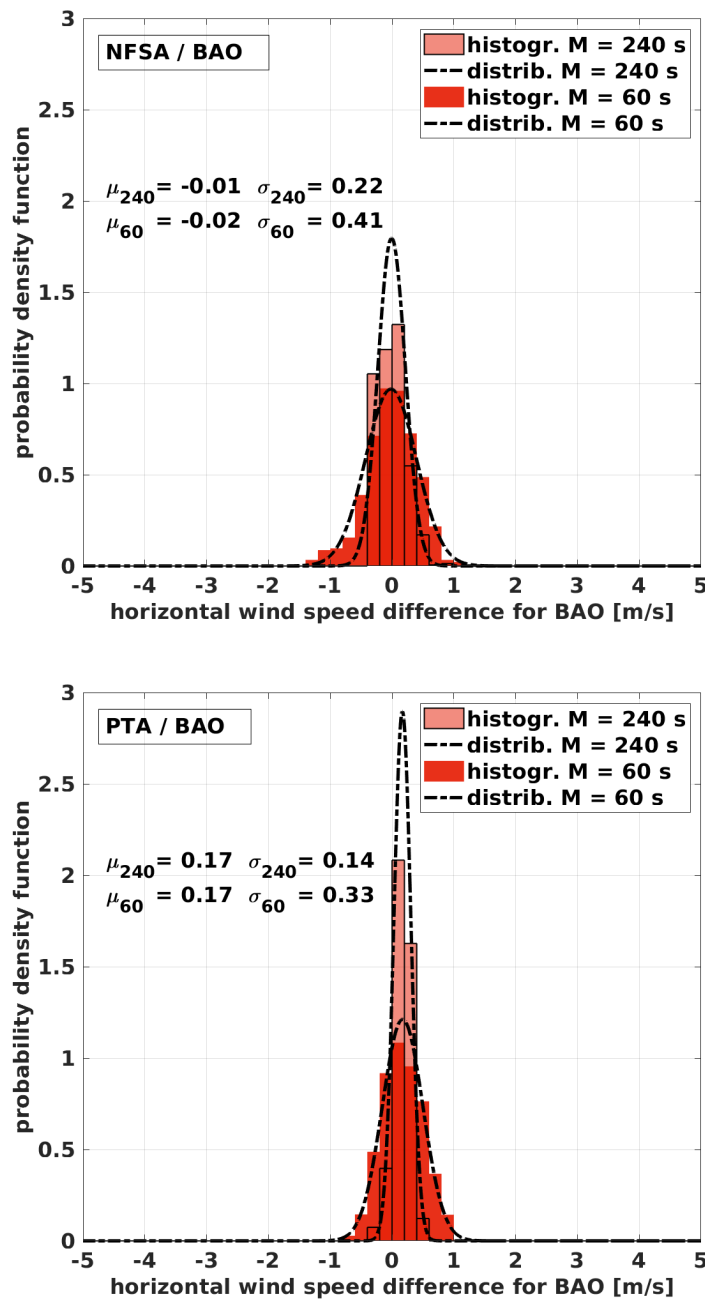 3
NFSA / BAO
histogr. M = 240 s
distrib. M = 240 s
histogr. M = 60 s
distrib. M = 60 s
2.5
μ240= -0.01 σ240= 0.22
μ60 = -0.02 σ60 = 0.41
2
1.5
1
0.5
0
probability density function
-5 -4 -3 -2 -1 0 1 2 3 4 5
horizontal wind speed difference for BAO [m/s]
3
PTA / BAO
histogr. M = 240 s
distrib. M = 240 s
histogr. M = 60 s
distrib. M = 60 s
2.5
μ240= 0.17 σ240= 0.14
μ60 = 0.17 σ60 = 0.33
2
1.5
1
0.5
0
probability density function
-5 -4 -3 -2 -1 0 1 2 3 4 5
horizontal wind speed difference for BAO [m/s]